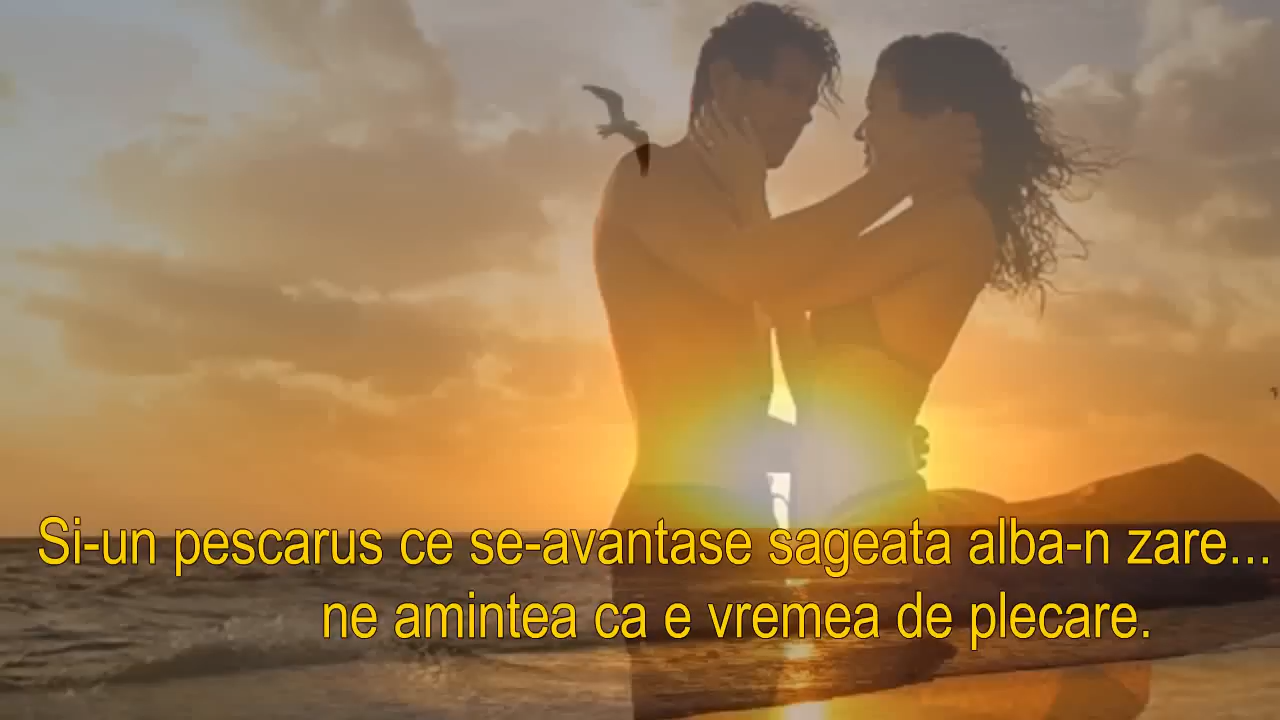 Si-un pescarus ce se-avantase sageata alba-n zare...
ne amintea ca e vremea de plecare.